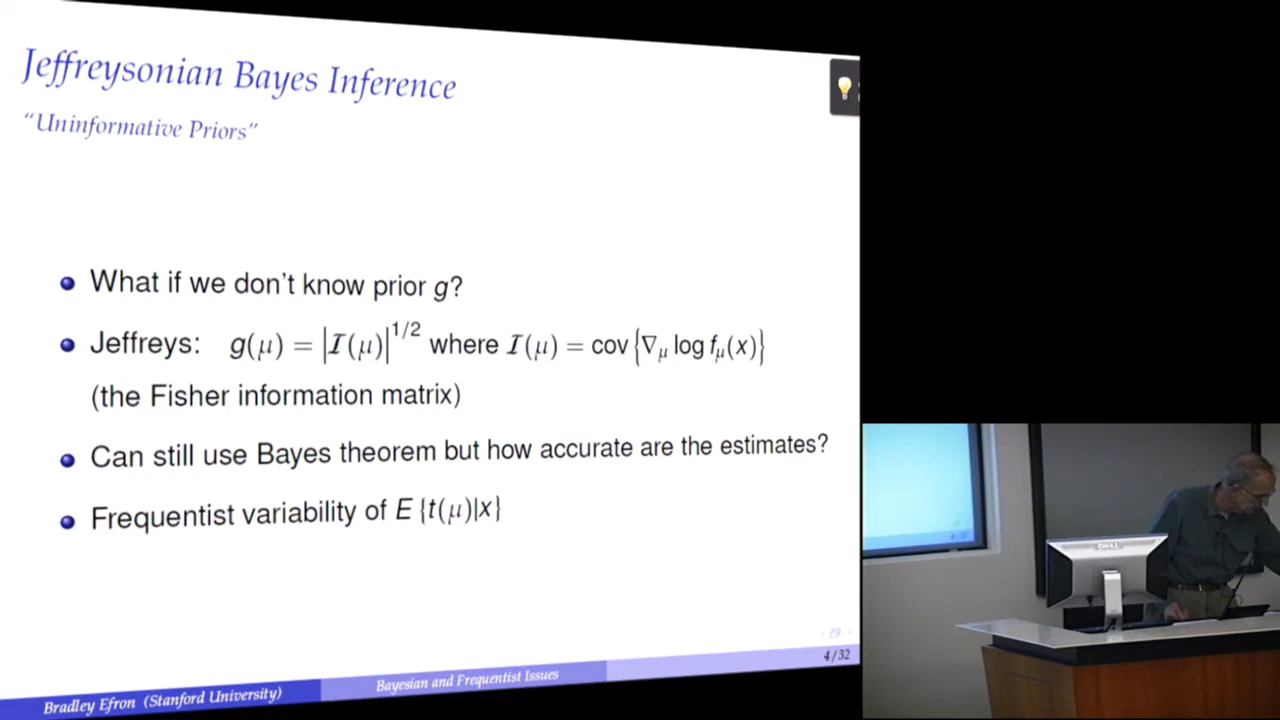 Jeffreysonian Bayes Inference
“Uninformative Priors”
What if we don’t know prior g?
Jeffreys: g(μ) = |I(μ)|^{1/2} where I(μ) = cov{∇_μ log f_μ(x)}
(the Fisher information matrix)
Can still use Bayes theorem but how accurate are the estimates?
Frequentist variability of E {t(μ)|x}
4/32
Bradley Efron (Stanford University)
Bayesian and Frequentist Issues
DELL